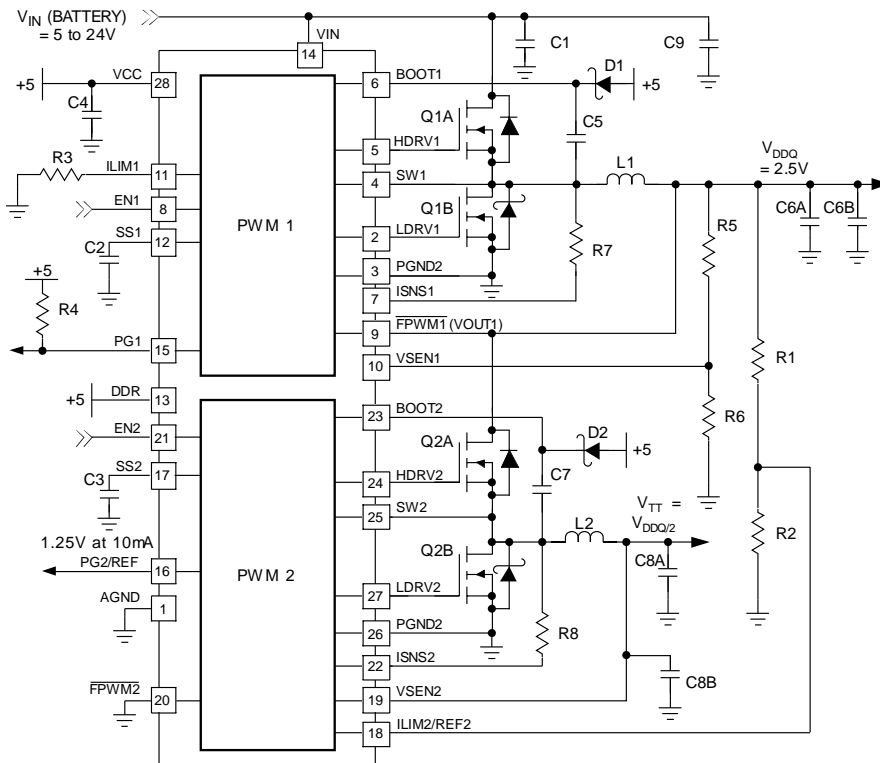 VIN (BATTERY)
= 5 to 24V
VIN
14
C1
C9
+5
VCC
28
C4
6
BOOT1
D1
+5
Q1A
C5
R3
ILIM1
11
5
HDRV1
4
SW1
L1
VDDQ
= 2.5V
EN1
8
Q1B
C6A
C6B
PWM 1
2
LDRV1
R5
SS1
12
C2
R7
3
PGND2
7
ISNS1
+5
R4
9
FPWM1 (VOUT1)
PG1
15
10
VSEN1
R1
+5
DDR
13
23
BOOT2
R6
EN2
21
Q2A
D2
+5
SS2
17
C3
24
HDRV2
C7
25
SW2
VTT =
VDDQ/2
L2
R2
1.25V at 10mA
PG2/REF
16
PWM 2
Q2B
C8A
AGND
1
27
LDRV2
26
PGND2
R8
22
ISNS2
C8B
FPWM2
20
19
VSEN2
18
ILIM2/REF2